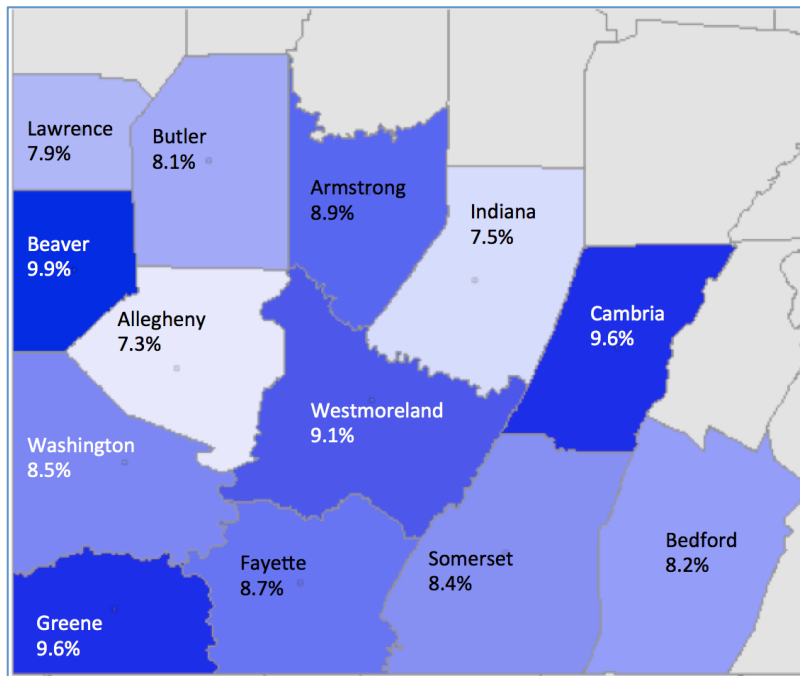 Lawrence
7.9%
Butler
8.1%
Armstrong
8.9%
Indiana
7.5%
Beaver
9.9%
Allegheny
7.3%
Cambria
9.6%
Westmoreland
9.1%
Washington
8.5%
Fayette
8.7%
Somerset
8.4%
Bedford
8.2%
Greene
9.6%